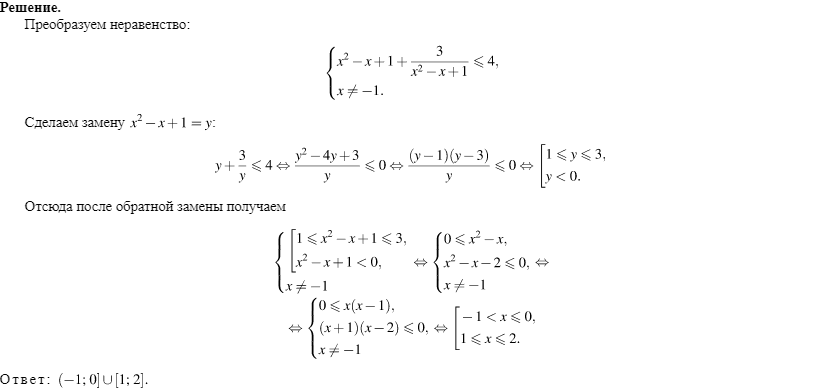 Решение.
Преобразуем неравенство:
{ x² − x + 1 + 3/(x² − x + 1) ⩽ 4,
x ≠ −1.
Сделаем замену x² − x + 1 = y:
y + 3/y ⩽ 4 ⇔ (y² − 4y + 3)/y ⩽ 0 ⇔ ((y − 1)(y − 3))/y ⩽ 0 ⇔ [ 1 ⩽ y ⩽ 3,
y < 0.
Отсюда после обратной замены получаем
{ [ 1 ⩽ x² − x + 1 ⩽ 3,
x² − x + 1 < 0,
x ≠ −1
⇔ { 0 ⩽ x² − x,
x² − x − 2 ⩽ 0, ⇔
x ≠ −1
⇔ { 0 ⩽ x(x − 1),
(x + 1)(x − 2) ⩽ 0, ⇔
x ≠ −1
[ −1 < x ⩽ 0,
1 ⩽ x ⩽ 2.
Ответ: (−1; 0] ∪ [1; 2].